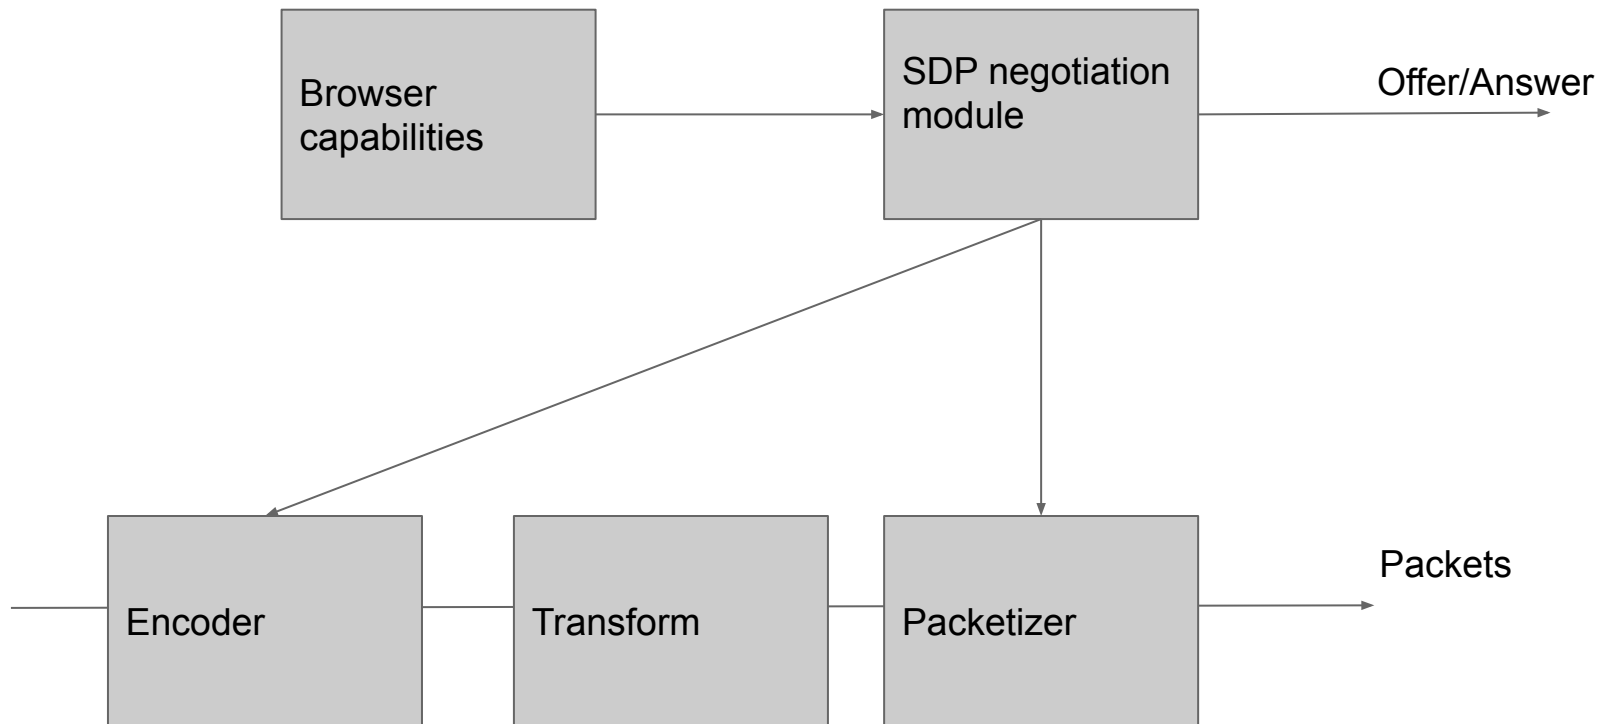 Browser
capabilities
SDP negotiation
module
Offer/Answer
Encoder
Transform
Packetizer
Packets